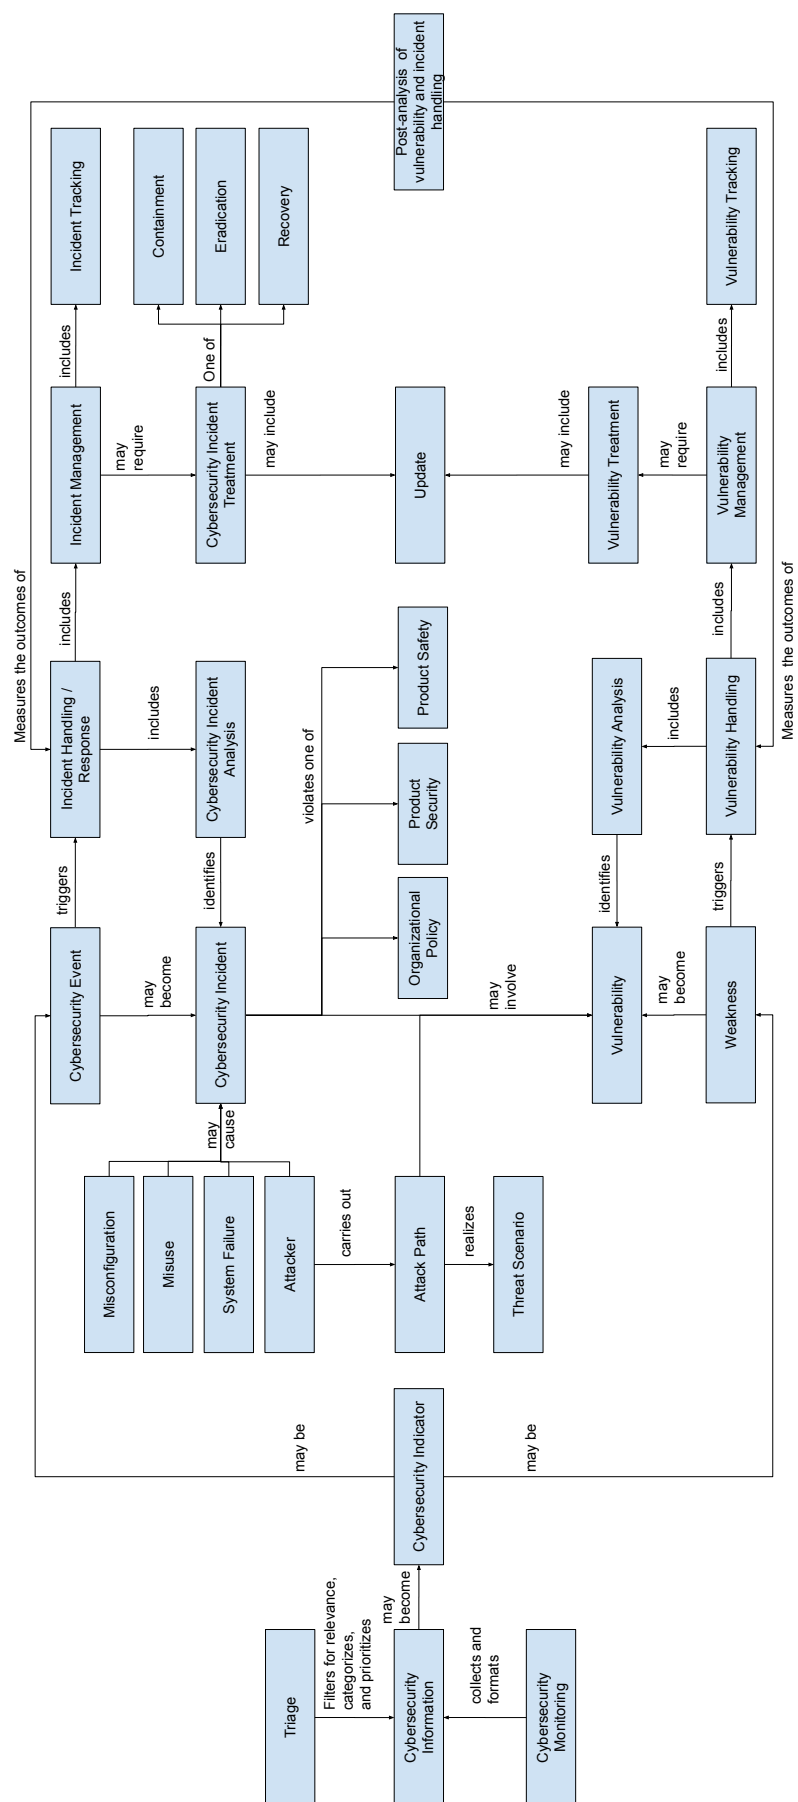 Triage
Filters for relevance,
categorizes,
and prioritizes
Cybersecurity
Information
collects and
formats
Cybersecurity
Monitoring
may
become
Cybersecurity Indicator
may be
may be
Misconfiguration
Misuse
System Failure
Attacker
may
cause
carries out
Attack Path
realizes
Threat Scenario
Cybersecurity Event
may
become
Cybersecurity Incident
violates one of
Organizational
Policy
Product
Security
Product Safety
may
involve
Vulnerability
may
become
Weakness
triggers
identifies
identifies
triggers
Measures the outcomes of
Incident Handling /
Response
includes
Cybersecurity Incident
Analysis
Vulnerability Analysis
includes
Vulnerability Handling
Measures  the outcomes of
includes
includes
Incident Management
may
require
Cybersecurity Incident
Treatment
may include
Update
may include
Vulnerability Treatment
may
require
Vulnerability
Management
includes
One of
includes
Incident Tracking
Containment
Eradication
Recovery
Post-analysis  of
vulnerability and incident
handling
Vulnerability Tracking